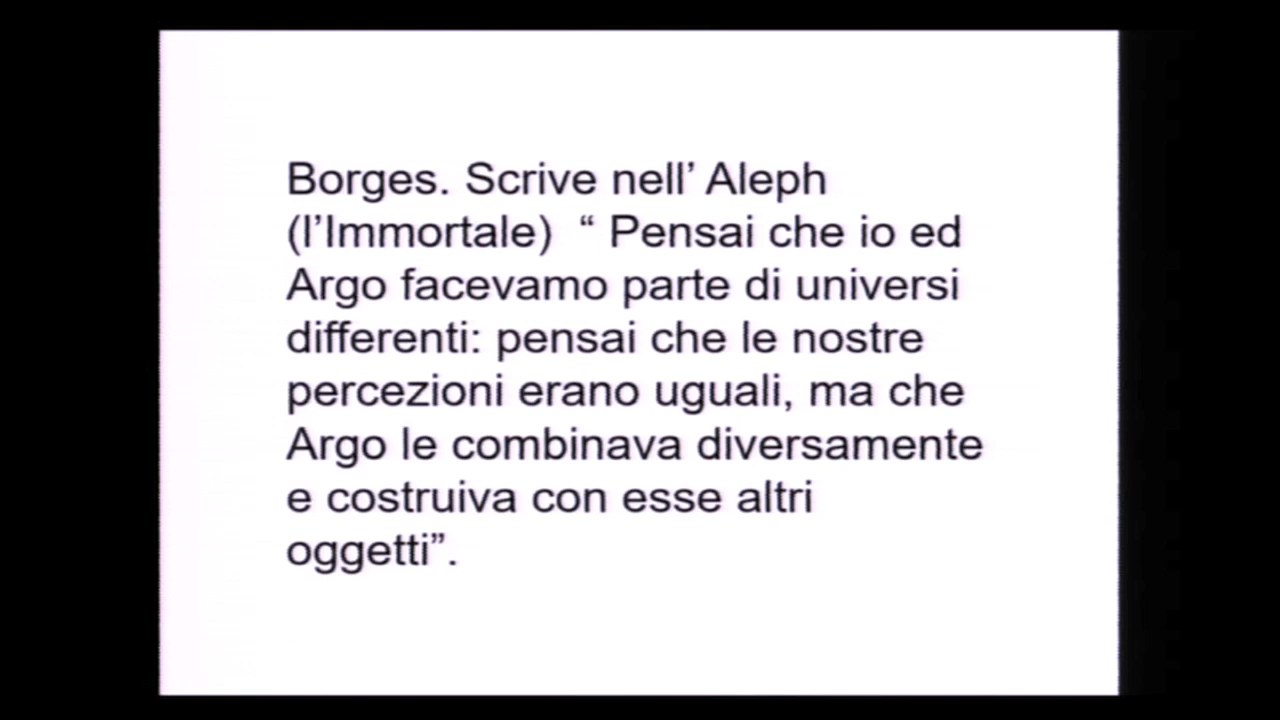 Borges. Scrive nell’ Aleph
(l’Immortale)  “ Pensai che io ed
Argo facevamo parte di universi
differenti: pensai che le nostre
percezioni erano uguali, ma che
Argo le combinava diversamente
e costruiva con esse altri
oggetti”.